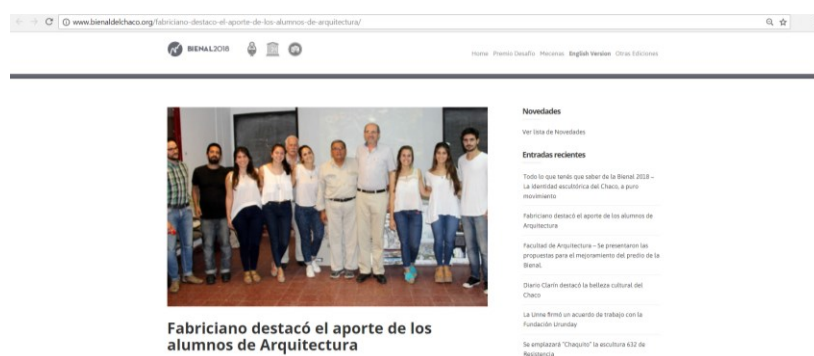 www.bienaldelchaco.org/fabriciano-destaco-el-aporte-de-los-alumnos-de-arquitectura/
BIENAL2018
Home Premio Desafío Mecenas English Version Otras Ediciones
Fabriciano destacó el aporte de los
alumnos de Arquitectura
Novedades
Ver lista de Novedades
Entradas recientes
Todo lo que tenés que saber de la Bienal 2018 –
La identidad escultórica del Chaco, a puro
movimiento
Fabriciano destacó el aporte de los alumnos de
Arquitectura
Facultad de Arquitectura – Se presentaron las
propuestas para el mejoramiento del predio de la
Bienal.
Diario Clarín destacó la belleza cultural del
Chaco
La Unne firmó un acuerdo de trabajo con la
Fundación Urunday
Se emplazará "Chaquito" la escultura 632 de
Resistencia